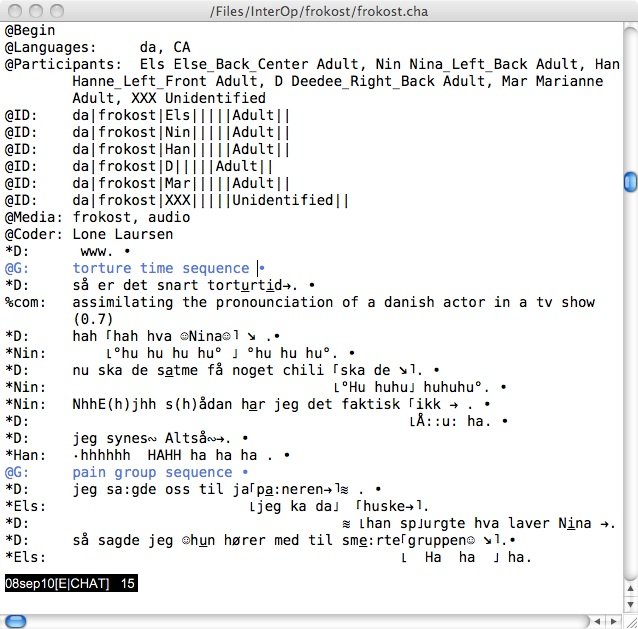 /Files/InterOp/frokost/frokost.cha
@Begin
@Languages: da, CA
@Participants: Els Else_Back_Center Adult, Nin Nina_Left_Back Adult, Han
Hanne_Left_Front Adult, D Deedee_Right_Back Adult, Mar Marianne
Adult, XXX Unidentified
@ID: da|frokost|Els|||||Adult||
@ID: da|frokost|Nin|||||Adult||
@ID: da|frokost|Han|||||Adult||
@ID: da|frokost|D|||||Adult||
@ID: da|frokost|Mar|||||Adult||
@ID: da|frokost|XXX|||||Unidentified||
@Media: frokost, audio
@Coder: Lone Laursen
*D: www. •
@G: torture time sequence •
*D: så er det snart torturtid→. •
%com: assimilating the pronounciation of a danish actor in a tv show
(0.7)
*D: hah ⌈hah hva ☺Nina☺⌉ ↘ .•
*Nin: ⌊°hu hu hu hu° ⌋ °hu hu hu°. •
*D: nu ska de satme få noget chili ⌈ska de ↘⌉. •
*Nin: ⌊°Hu huhu⌋ huhuhu°. •
*Nin: NhhE(h)jhh s(h)ådan har jeg det faktisk ⌈ikk → . •
*D: ⌊Å::u: ha. •
*D: jeg synes∾ Altså∾→. •
*Han: ·hhhhhh HAHH ha ha ha . •
@G: pain group sequence •
*D: jeg sa:gde oss til ja⌈pa:neren→⌉≋ . •
*Els: ⌊jeg ka da⌋ ⌈huske→⌉.
*D: ≋ ⌊han sp⌋urgte hva laver Nina →.
*D: så sagde jeg ☺hun hører med til sme:rte⌈gruppen☺ ↘⌉.•
*Els: ⌊ Ha ha ⌋ ha.
08sep10[E|CHAT] 15